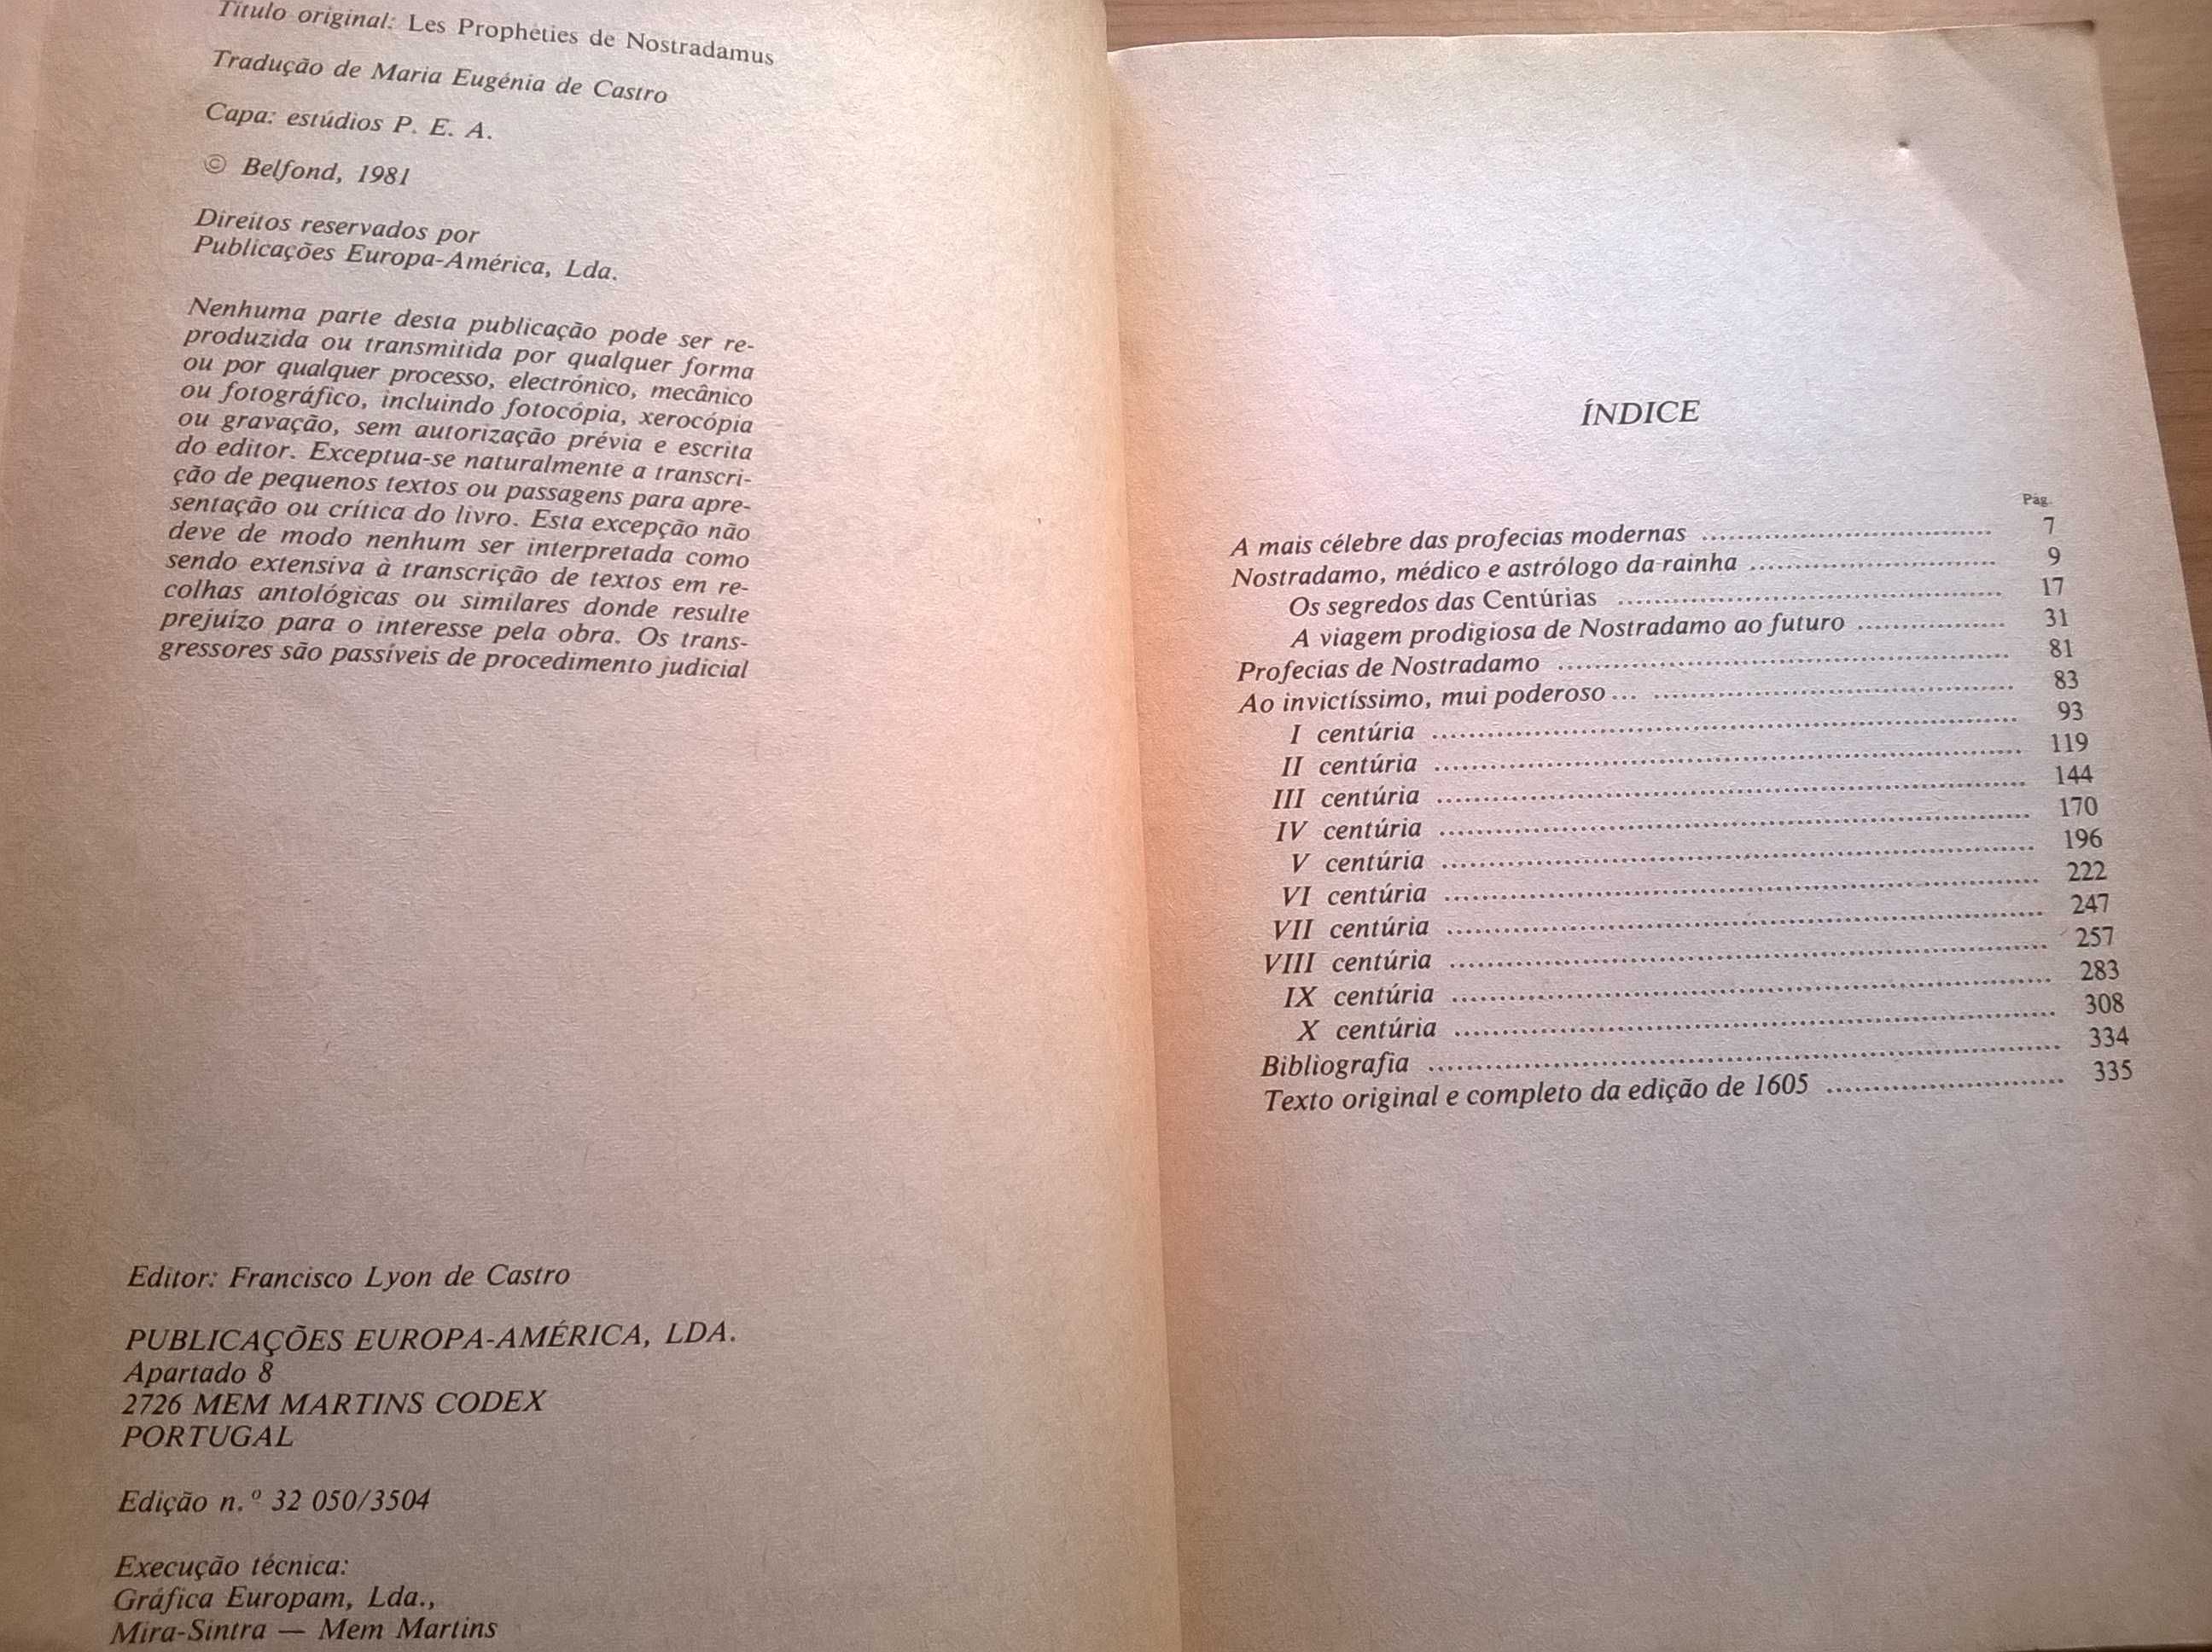 Título original: Les Propheties de Nostradamus
Tradução de Maria Eugénia de Castro
Capa: estúdios P. E. A.
© Belfond, 1981
Direitos reservados por
Publicações Europa-América, Lda.
Nenhuma parte desta publicação pode ser re-
produzida ou transmitida por qualquer forma
ou por qualquer processo, electrónico, mecânico
ou fotográfico, incluindo fotocópia, xerocópia
ou gravação, sem autorização prévia e escrita
do editor. Exceptua-se naturalmente a transcri-
ção de pequenos textos ou passagens para apre-
sentação ou crítica do livro. Esta excepção não
deve de modo nenhum ser interpretada como
sendo extensiva à transcrição de textos em re-
colhas antológicas ou similares donde resulte
prejuízo para o interesse pela obra. Os trans-
gressores são passíveis de procedimento judicial
Editor: Francisco Lyon de Castro
PUBLICAÇÕES EUROPA-AMÉRICA, LDA.
Apartado 8
2726 MEM MARTINS CODEX
PORTUGAL
Edição n.º 32 050/3504
Execução técnica:
Gráfica Europam, Lda.,
Mira-Sintra — Mem Martins
ÍNDICE
Pág.
A mais célebre das profecias modernas ........ 7
Nostradamo, médico e astrólogo da rainha ........ 9
Os segredos das Centúrias ........ 17
A viagem prodigiosa de Nostradamo ao futuro ........ 31
Profecias de Nostradamo ........ 81
Ao invictíssimo, mui poderoso... ........ 83
I centúria ........ 93
II centúria ........ 119
III centúria ........ 144
IV centúria ........ 170
V centúria ........ 196
VI centúria ........ 222
VII centúria ........ 247
VIII centúria ........ 257
IX centúria ........ 283
X centúria ........ 308
Bibliografia ........ 334
Texto original e completo da edição de 1605 ........ 335